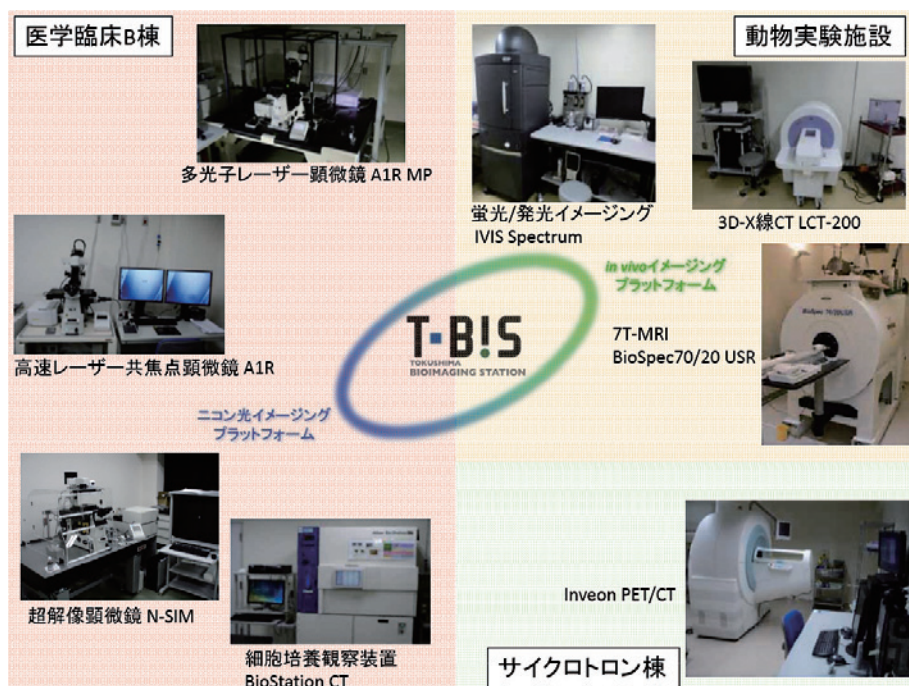 医学臨床B棟
動物実験施設
多光子レーザー顕微鏡 A1R MP
蛍光/発光イメージング
IVIS Spectrum
3D-X線CT LCT-200
高速レーザー共焦点顕微鏡 A1R
in vivoイメージング
プラットフォーム
7T-MRI
BioSpec70/20 USR
BioSpec 70/20USR
T-B!S
TOKUSHIMA
BIOIMAGING STATION
ニコン光イメージング
プラットフォーム
超解像顕微鏡 N-SIM
細胞培養観察装置
BioStation CT
Inveon PET/CT
サイクロトロン棟